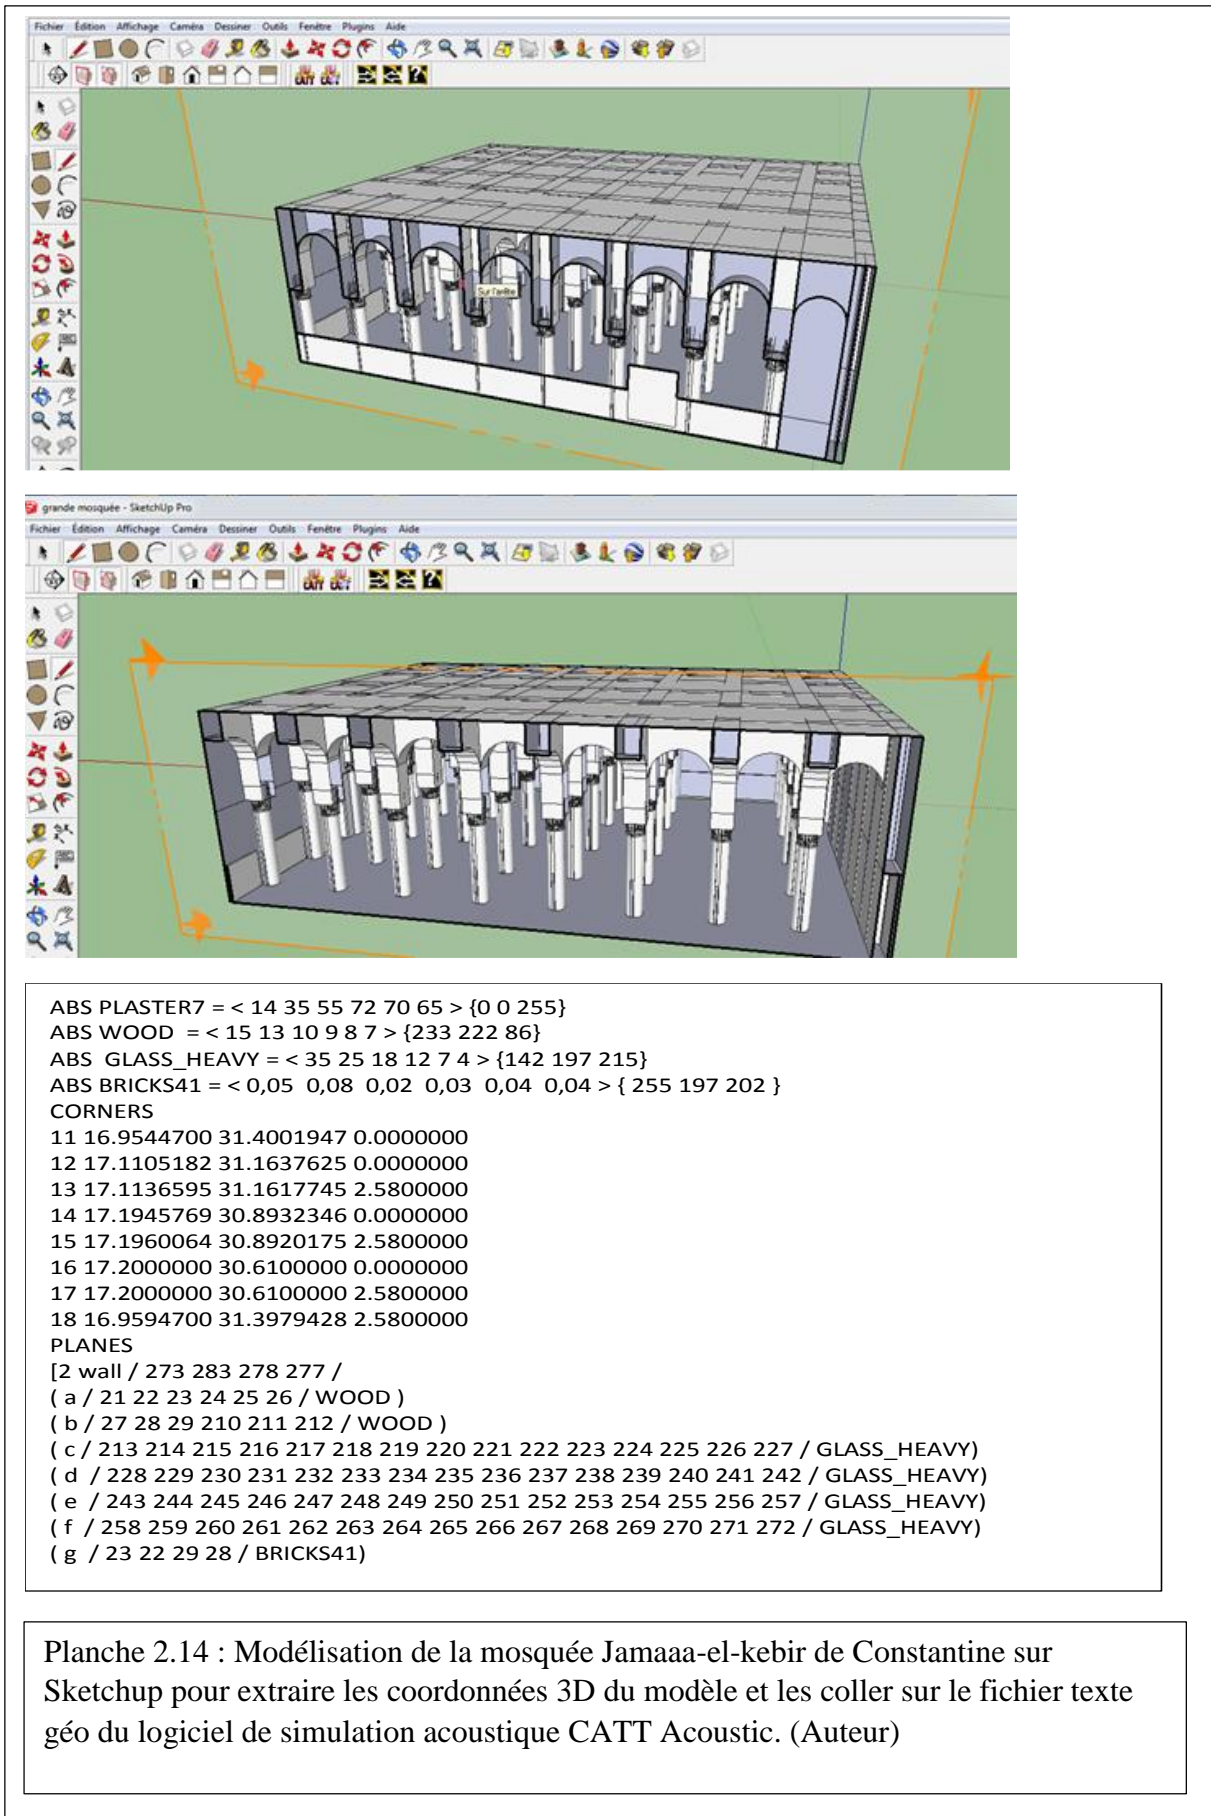 Fichier Édition Affichage Caméra Dessiner Outils Fenêtre Plugins Aide
CATT CATT
Sur l'arête
grande mosquée - SketchUp Pro
Fichier Édition Affichage Caméra Dessiner Outils Fenêtre Plugins Aide
CATT CATT
ABS PLASTER7 = < 14 35 55 72 70 65 > {0 0 255}
ABS WOOD = < 15 13 10 9 8 7 > {233 222 86}
ABS GLASS_HEAVY = < 35 25 18 12 7 4 > {142 197 215}
ABS BRICKS41 = < 0,05 0,08 0,02 0,03 0,04 0,04 > { 255 197 202 }
CORNERS
11 16.9544700 31.4001947 0.0000000
12 17.1105182 31.1637625 0.0000000
13 17.1136595 31.1617745 2.5800000
14 17.1945769 30.8932346 0.0000000
15 17.1960064 30.8920175 2.5800000
16 17.2000000 30.6100000 0.0000000
17 17.2000000 30.6100000 2.5800000
18 16.9594700 31.3979428 2.5800000
PLANES
[2 wall / 273 283 278 277 /
( a / 21 22 23 24 25 26 / WOOD )
( b / 27 28 29 210 211 212 / WOOD )
( c / 213 214 215 216 217 218 219 220 221 222 223 224 225 226 227 / GLASS_HEAVY)
( d / 228 229 230 231 232 233 234 235 236 237 238 239 240 241 242 / GLASS_HEAVY)
( e / 243 244 245 246 247 248 249 250 251 252 253 254 255 256 257 / GLASS_HEAVY)
( f / 258 259 260 261 262 263 264 265 266 267 268 269 270 271 272 / GLASS_HEAVY)
( g / 23 22 29 28 / BRICKS41)
Planche 2.14 : Modélisation de la mosquée Jamaaa-el-kebir de Constantine sur
Sketchup pour extraire les coordonnées 3D du modèle et les coller sur le fichier texte
géo du logiciel de simulation acoustique CATT Acoustic. (Auteur)